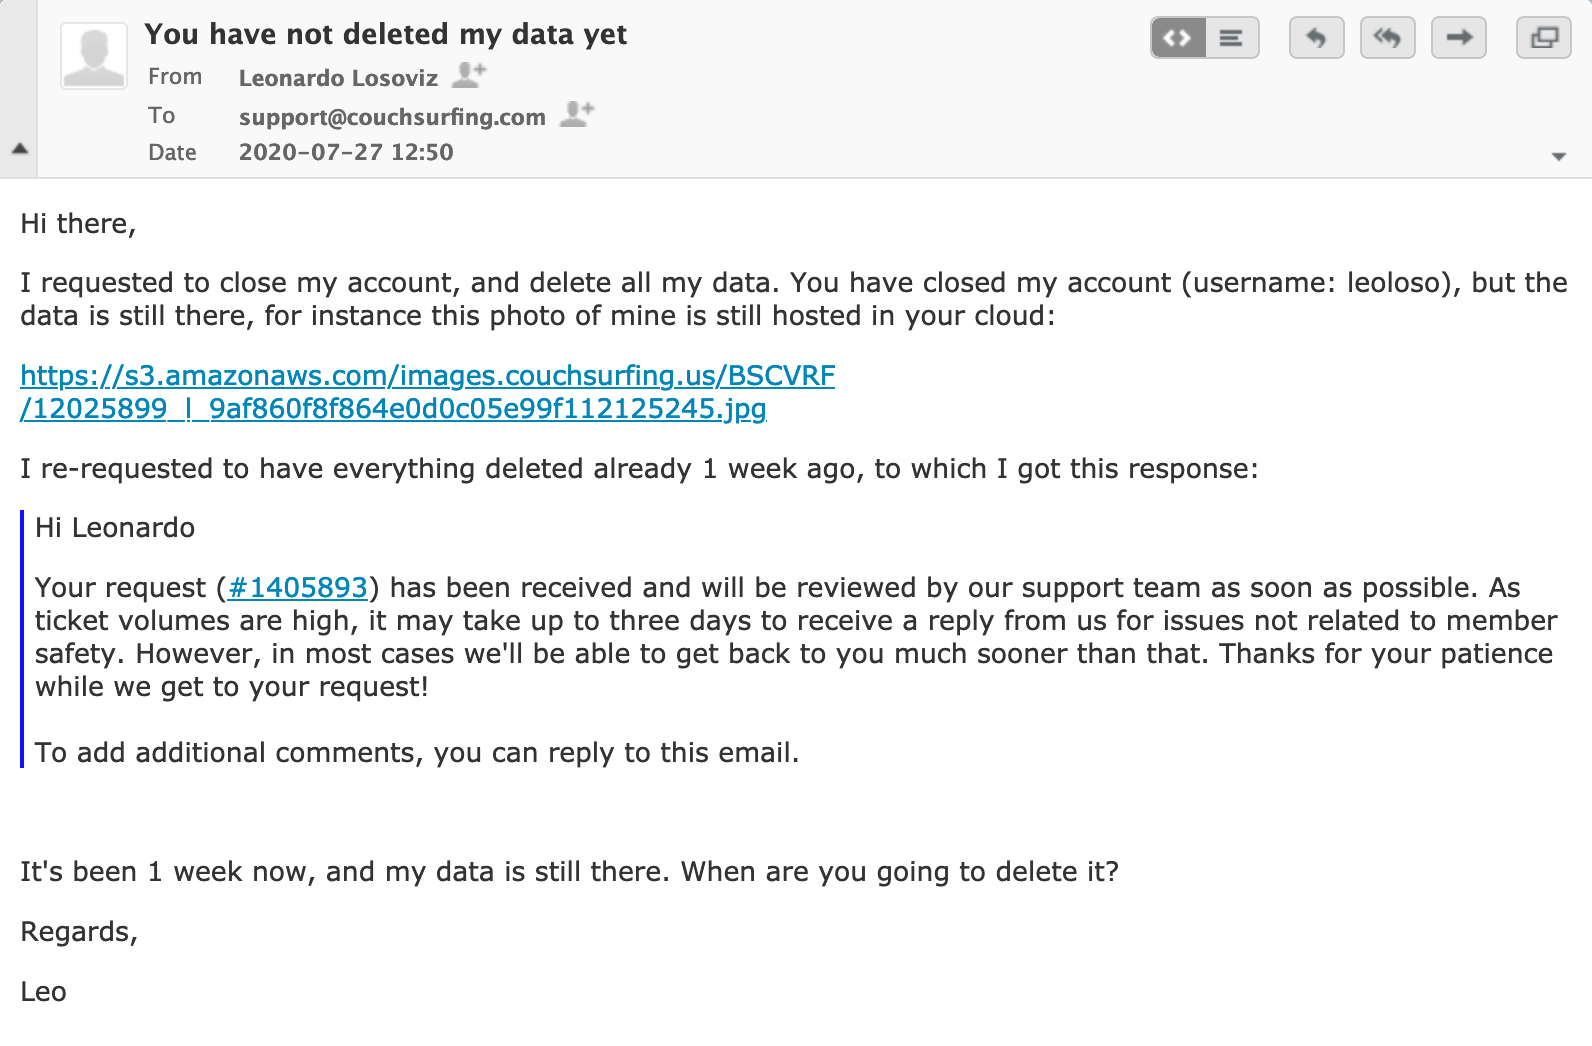 You have not deleted my data yet
From Leonardo Losoviz
To support@couchsurfing.com
Date 2020-07-27 12:50
Hi there,
I requested to close my account, and delete all my data. You have closed my account (username: leoloso), but the
data is still there, for instance this photo of mine is still hosted in your cloud:
https://s3.amazonaws.com/images.couchsurfing.us/BSCVRF
/12025899_|_9af860f8f864e0d0c05e99f112125245.jpg
I re-requested to have everything deleted already 1 week ago, to which I got this response:
Hi Leonardo
Your request (#1405893) has been received and will be reviewed by our support team as soon as possible. As
ticket volumes are high, it may take up to three days to receive a reply from us for issues not related to member
safety. However, in most cases we'll be able to get back to you much sooner than that. Thanks for your patience
while we get to your request!
To add additional comments, you can reply to this email.
It's been 1 week now, and my data is still there. When are you going to delete it?
Regards,
Leo